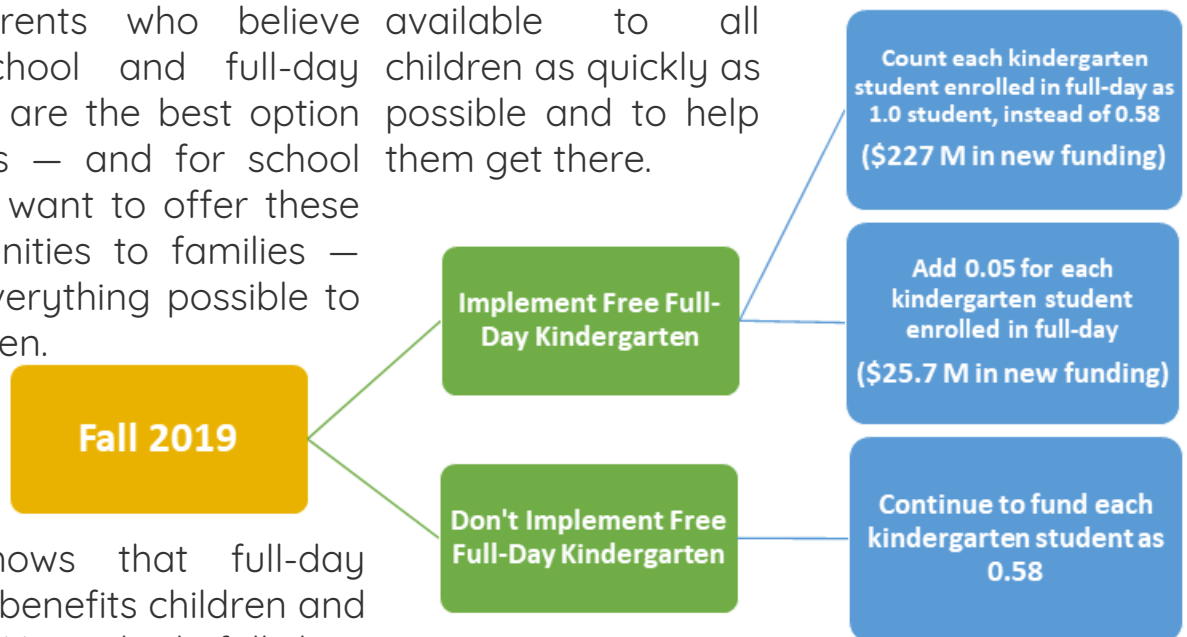 who believe
and full-day
are the best option
— and for school
want to offer these
to families —
possible to
available to all
children as quickly as
possible and to help
them get there.
Fall 2019
that full-day
benefits children and
Implement Free Full-
Day Kindergarten
Don't Implement Free
Full-Day Kindergarten
Count each kindergarten
student enrolled in full-day as
1.0 student, instead of 0.58
($227 M in new funding)
Add 0.05 for each
kindergarten student
enrolled in full-day
($25.7 M in new funding)
Continue to fund each
kindergarten student as
0.58